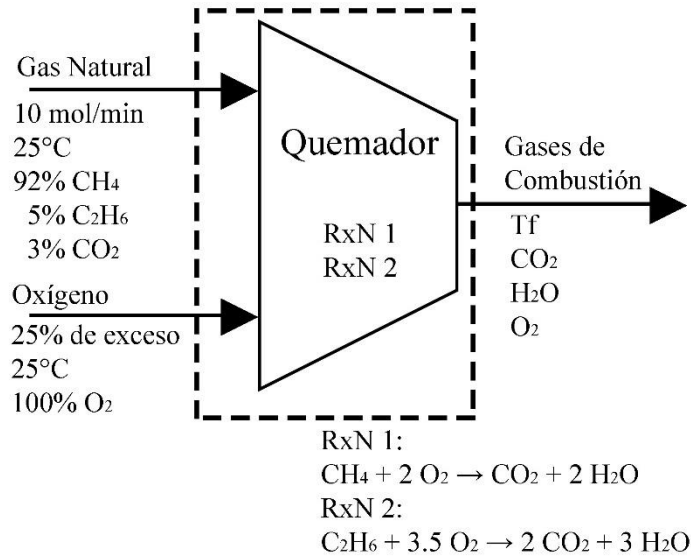 Gas Natural
10 mol/min
25°C
92% CH₄
5% C₂H₆
3% CO₂
Oxígeno
25% de exceso
25°C
100% O₂
Quemador
RxN 1
RxN 2
Gases de
Combustión
Tf
CO₂
H₂O
O₂
RxN 1:
CH₄ + 2 O₂ → CO₂ + 2 H₂O
RxN 2:
C₂H₆ + 3.5 O₂ → 2 CO₂ + 3 H₂O